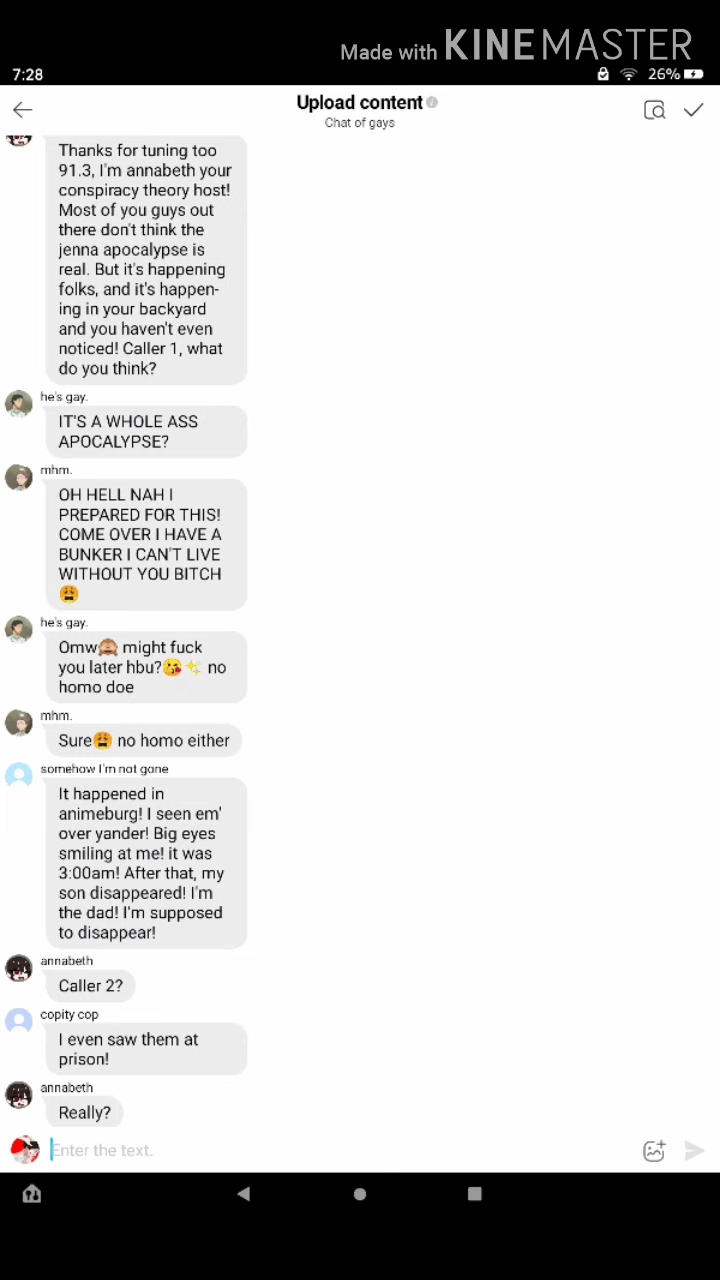 Made with KINEMASTER
7:28
26%
Upload content
Chat of gays
Thanks for tuning too
91.3, I'm annabeth your
conspiracy theory host!
Most of you guys out
there don't think the
jenna apocalypse is
real. But it's happening
folks, and it's happen-
ing in your backyard
and you haven't even
noticed! Caller 1, what
do you think?
he's gay.
IT'S A WHOLE ASS
APOCALYPSE?
mhm.
OH HELL NAH I
PREPARED FOR THIS!
COME OVER I HAVE A
BUNKER I CAN'T LIVE
WITHOUT YOU BITCH
😩
he's gay.
Omw🙈 might fuck
you later hbu?😘✨ no
homo doe
mhm.
Sure😩 no homo either
somehow I'm not gone
It happened in
animeburg! I seen em'
over yander! Big eyes
smiling at me! it was
3:00am! After that, my
son disappeared! I'm
the dad! I'm supposed
to disappear!
annabeth
Caller 2?
copity cop
I even saw them at
prison!
annabeth
Really?
Enter the text.